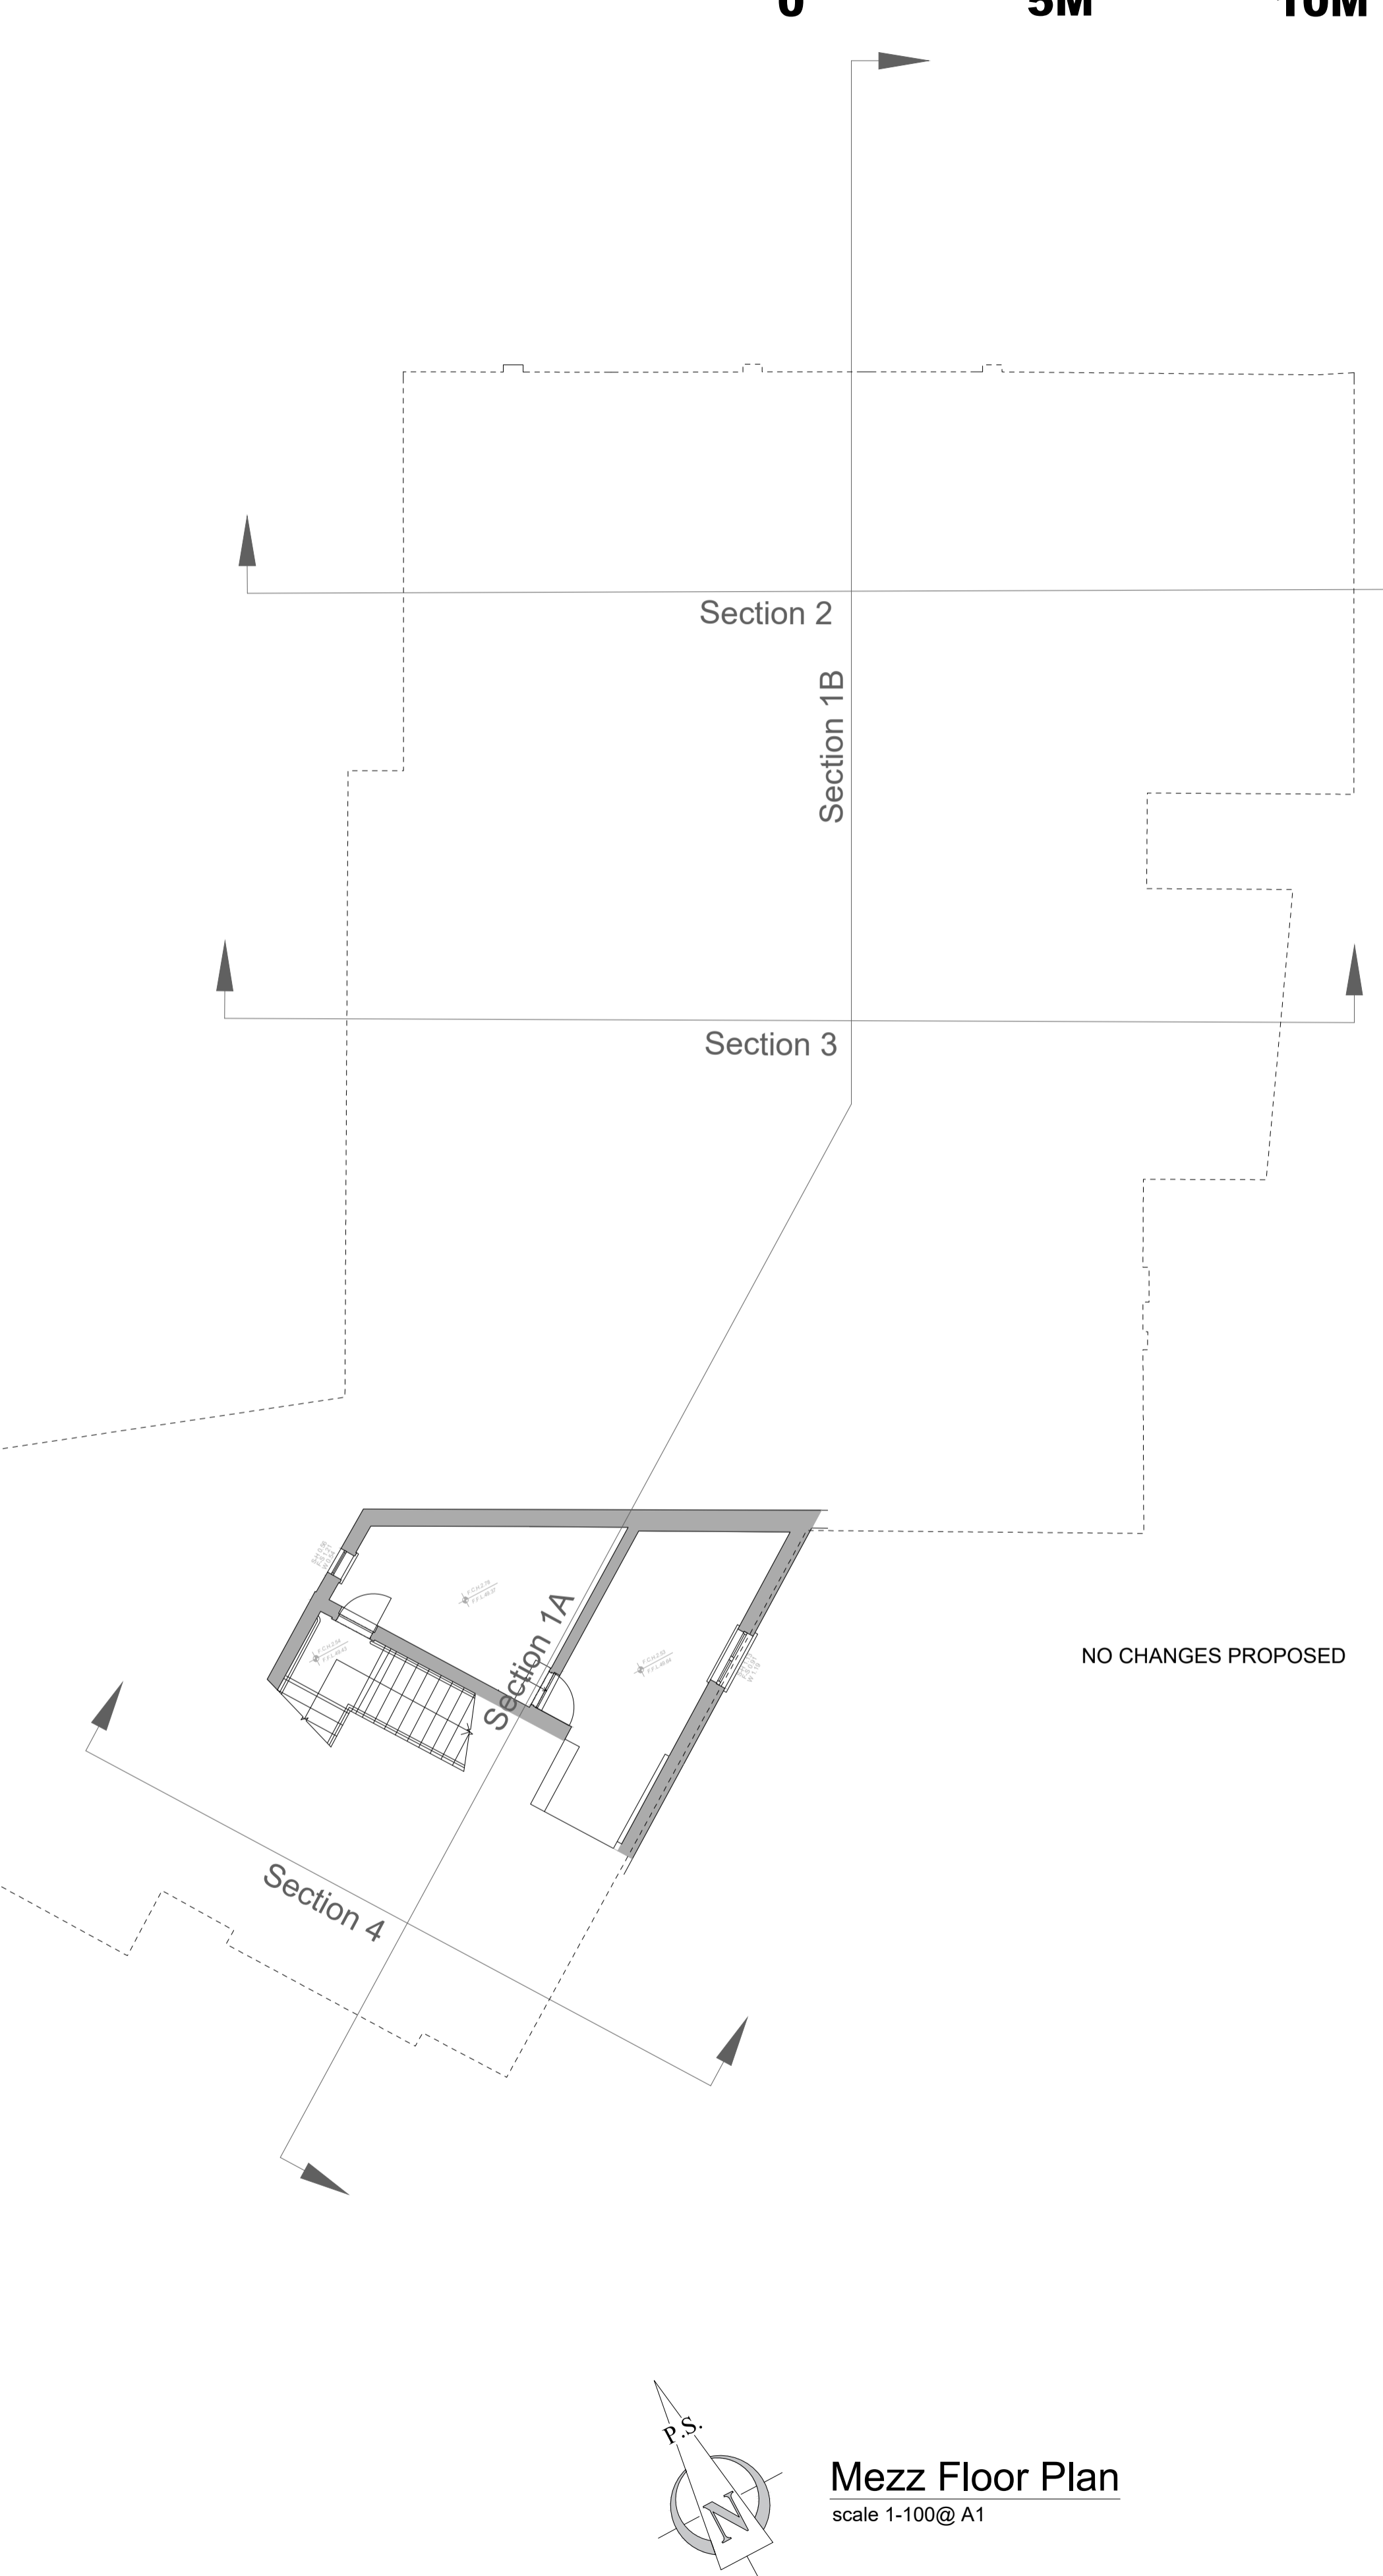 0 5M 10M
Section 2
Section 1B
Section 3
Section 1A
NO CHANGES PROPOSED
Section 4
P.S.
N
Mezz Floor Plan
scale 1-100@ A1